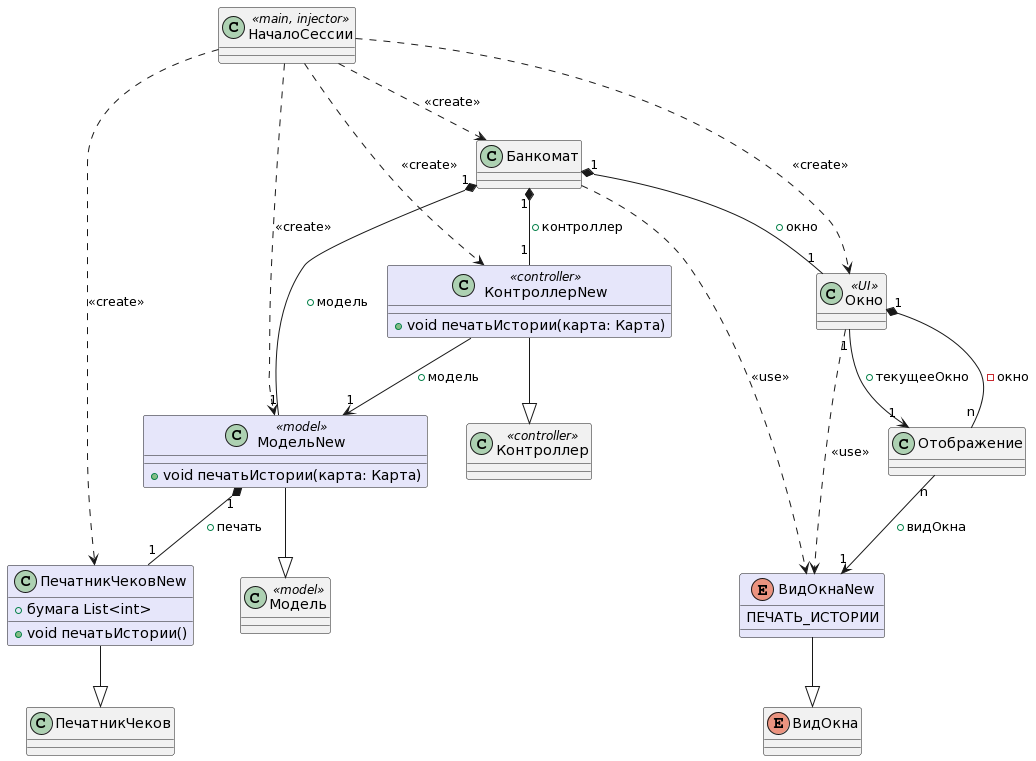 «main, injector»
C НачалоСессии
«create»
C Банкомат
«create»
«create»
1
1
1
«create»
контроллер
окно
1
1
«create»
модель
«controller»
C КонтроллерNew
void печатьИстории(карта: Карта)
«UI»
C Окно
1
1
модель
«use»
текущееОкно
окно
1
1
1
n
«model»
C МодельNew
void печатьИстории(карта: Карта)
«controller»
C Контроллер
C Отображение
«use»
1
n
печать
видОкна
1
1
C ПечатникЧековNew
бумага List<int>
void печатьИстории()
«model»
C Модель
E ВидОкнаNew
ПЕЧАТЬ_ИСТОРИИ
C ПечатникЧеков
E ВидОкна